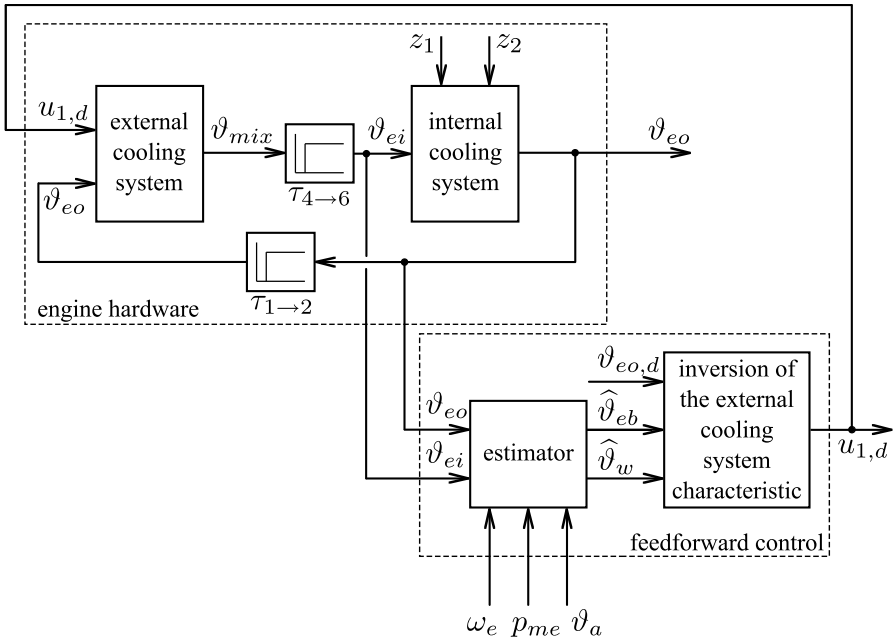 z₁ z₂
u₁,d
external
cooling
system
ϑmix
ϑei
internal
cooling
system
ϑeo
τ₄→₆
ϑeo
τ₁→₂
engine hardware
ϑeo,d
ϑ̂eb
ϑ̂w
ϑeo
ϑei
estimator
inversion of
the external
cooling
system
characteristic
u₁,d
feedforward control
ωe pme ϑa